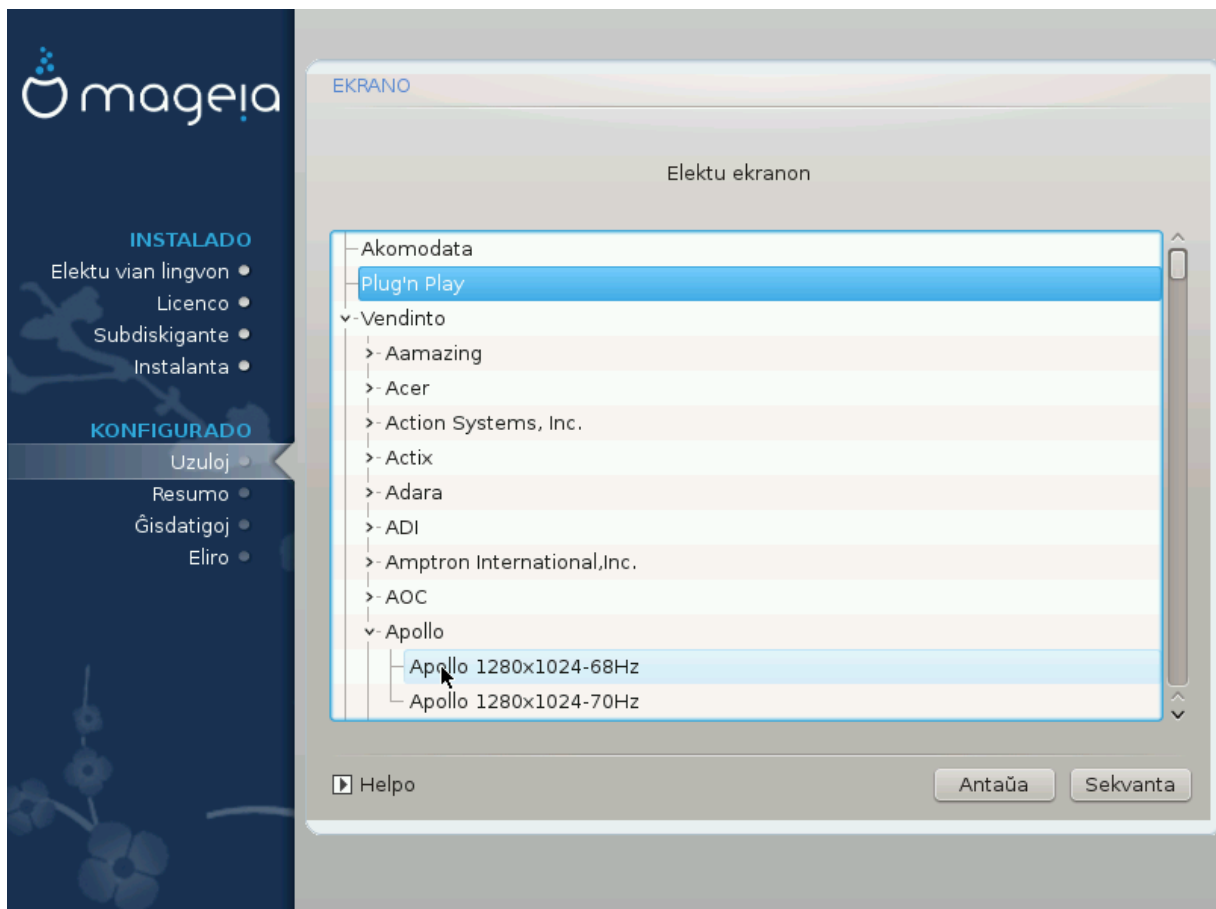 mageia
INSTALADO
Elektu vian lingvon
Licenco
Subdiskigante
Instalanta
KONFIGURADO
Uzuloj
Resumo
Ĝisdatigoj
Eliro
EKRANO
Elektu ekranon
Akomodata
Plug'n Play
Vendinto
Aamazing
Acer
Action Systems, Inc.
Actix
Adara
ADI
Amptron International,Inc.
AOC
Apollo
Apollo 1280x1024-68Hz
Apollo 1280x1024-70Hz
Helpo
Antaŭa
Sekvanta